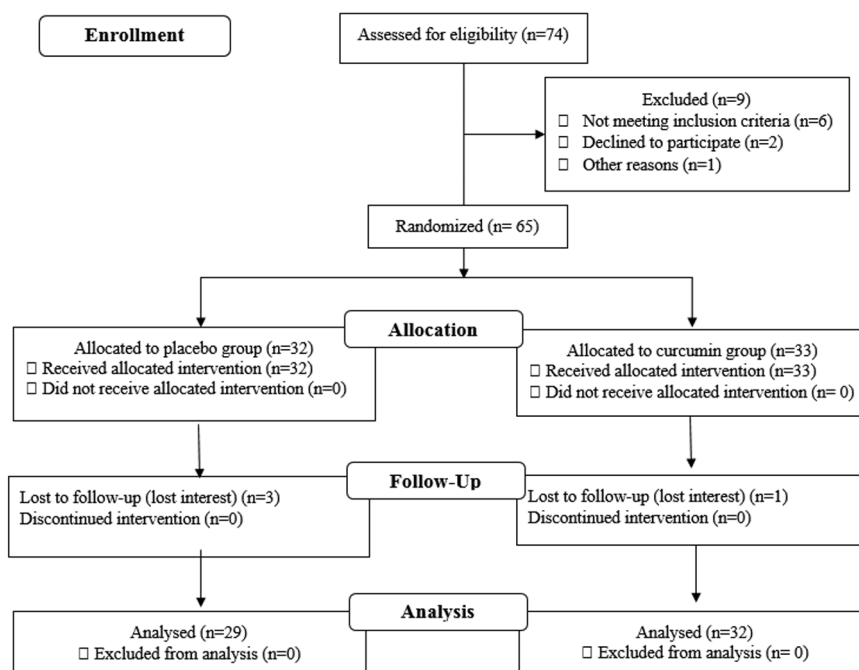 Enrollment
Assessed for eligibility (n=74)
Excluded (n=9)
□ Not meeting inclusion criteria (n=6)
□ Declined to participate (n=2)
□ Other reasons (n=1)
Randomized (n= 65)
Allocation
Allocated to placebo group (n=32)
□ Received allocated intervention (n=32)
□ Did not receive allocated intervention (n=0)
Allocated to curcumin group (n=33)
□ Received allocated intervention (n=33)
□ Did not receive allocated intervention (n= 0)
Follow-Up
Lost to follow-up (lost interest) (n=3)
Discontinued intervention (n=0)
Lost to follow-up (lost interest) (n=1)
Discontinued intervention (n=0)
Analysis
Analysed (n=29)
□ Excluded from analysis (n=0)
Analysed (n=32)
□ Excluded from analysis (n= 0)